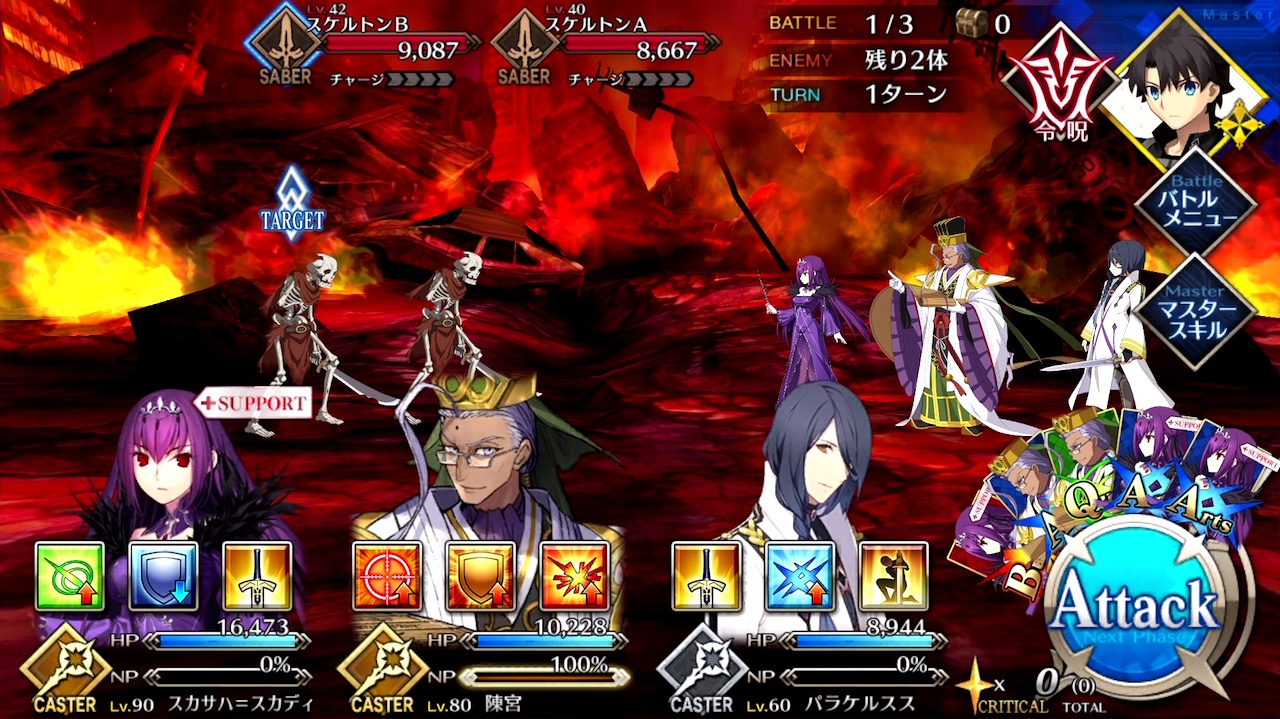 Lv.42
スケルトンB
9,087
SABER
チャージ
Lv.40
スケルトンA
8,667
SABER
チャージ
BATTLE 1/3
0
ENEMY 残り2体
TURN 1ターン
令呪
Master
Battle
バトル
メニュー
Master
マスター
スキル
TARGET
+SUPPORT
+SUPPORT
+SUPPORT
Q
A
Arts
Attack
Next Phase
16,473
HP
0%
NP
CASTER
Lv.90 スカサハ=スカディ
10,228
HP
100%
NP
CASTER
Lv.80 陳宮
8,944
HP
0%
NP
CASTER
Lv.60 パラケルスス
x 0 (0)
CRITICAL TOTAL